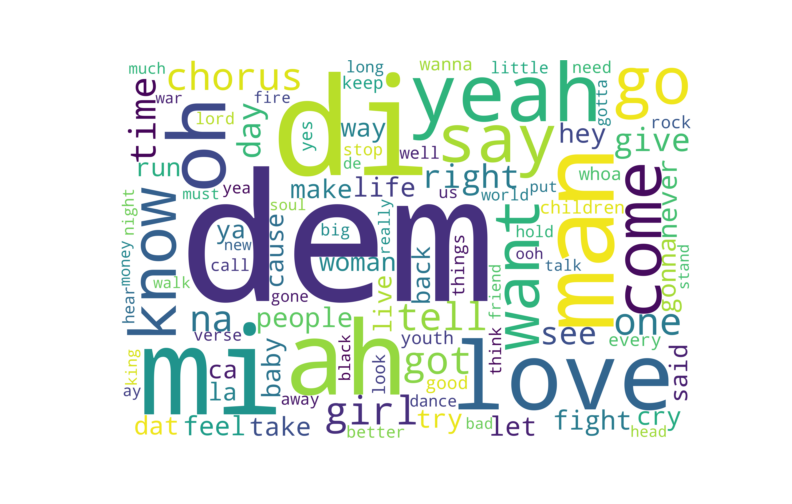 much
long
keep
wanna
little
need
chorus
di
yeah
go
time
war
fire
lord
oh
day
yes
way
stop
de
well
say
hey
gotta
give
rock
run
must
yea
make
life
right
us
world
put
whoa
children
never
night
know
ya
new
soul
cause
dem
big
really
back
want
hold
man
come
gonna
stand
hear
money
walk
call
gone
woman
live
things
ooh
talk
friend
na
verse
people
tell
see
one
every
mi
ah
black
look
youth
got
think
love
said
king
ay
ca
la
baby
away
girl
good
dance
try
dat
feel
take
better
bad
let
fight
cry
head